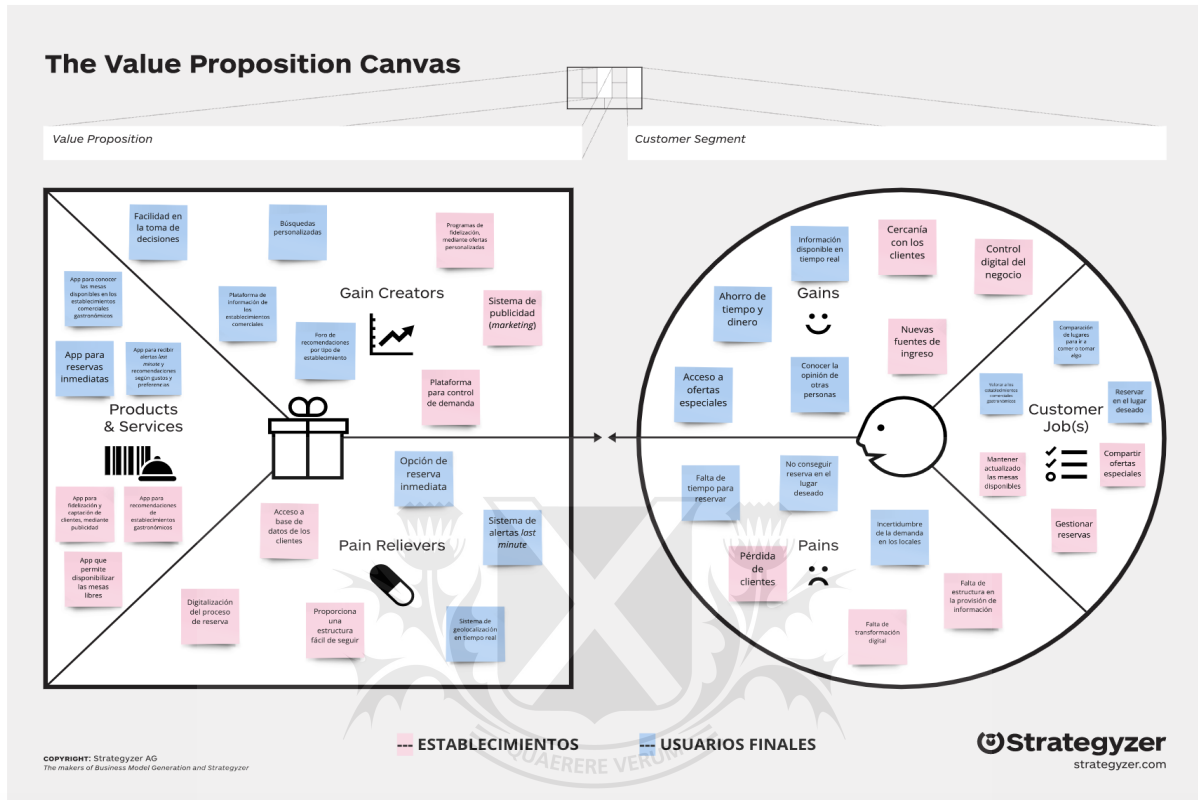 The Value Proposition Canvas
Value Proposition
Customer Segment
Facilidad en
la toma de
decisiones
Búsquedas
personalizadas
Programas de
fidelización,
mediante ofertas
personalizadas
App para conocer
las mesas
disponibles en los
establecimientos
comerciales
gastronómicos
Plataforma de
información de
los
establecimientos
comerciales
Gain Creators
Sistema de
publicidad
(marketing)
Foro de
recomendaciones
por tipo de
establecimiento
App para
reservas
inmediatas
App para recibir
alertas last
minute y
recomendaciones
según gustos y
preferencias
Plataforma
para control
de demanda
Products
& Services
App para
fidelización y
captación de
clientes, mediante
publicidad
App para
recomendaciones
de
establecimientos
gastronómicos
App que
permite
disponibilizar
las mesas
libres
Opción de
reserva
inmediata
Acceso a
base de
datos de los
clientes
Sistema de
alertas last
minute
Pain Relievers
Digitalización
del proceso
de reserva
Proporciona
una
estructura
fácil de seguir
Sistema de
geolocalización
en tiempo real
Información
disponible en
tiempo real
Cercanía
con los
clientes
Control
digital del
negocio
Gains
Ahorro de
tiempo y
dinero
Nuevas
fuentes de
ingreso
Acceso a
ofertas
especiales
Conocer la
opinión de
otras
personas
Comparación
de lugares
para ir a
comer o tomar
algo
establecimientos
comerciales
gastronómicos
Reservar
en el lugar
deseado
Customer
Job(s)
Mantener
actualizado
las mesas
disponibles
Compartir
ofertas
especiales
Gestionar
reservas
Falta de
tiempo para
reservar
No conseguir
reserva en el
lugar
deseado
Incertidumbre
de la demanda
en los locales
Pains
Pérdida
de
clientes
Falta de
estructura en
la provisión de
información
Falta de
transformación
digital
--- ESTABLECIMIENTOS
--- USUARIOS FINALES
QUAERERE VERUM
COPYRIGHT: Strategyzer AG
The makers of Business Model Generation and Strategyzer
Strategyzer
strategyzer.com